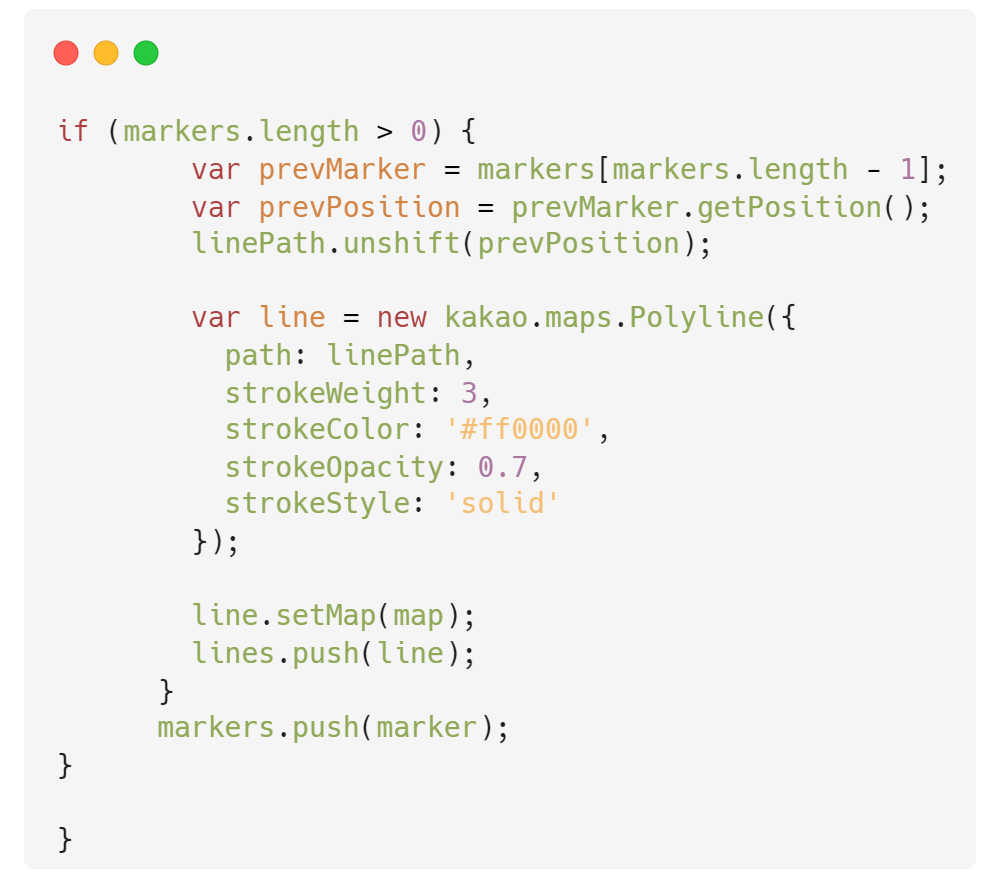 if (markers.length > 0) {
        var prevMarker = markers[markers.length - 1];
        var prevPosition = prevMarker.getPosition();
        linePath.unshift(prevPosition);

        var line = new kakao.maps.Polyline({
          path: linePath,
          strokeWeight: 3,
          strokeColor: '#ff0000',
          strokeOpacity: 0.7,
          strokeStyle: 'solid'
        });

        line.setMap(map);
        lines.push(line);
      }
      markers.push(marker);
}

}